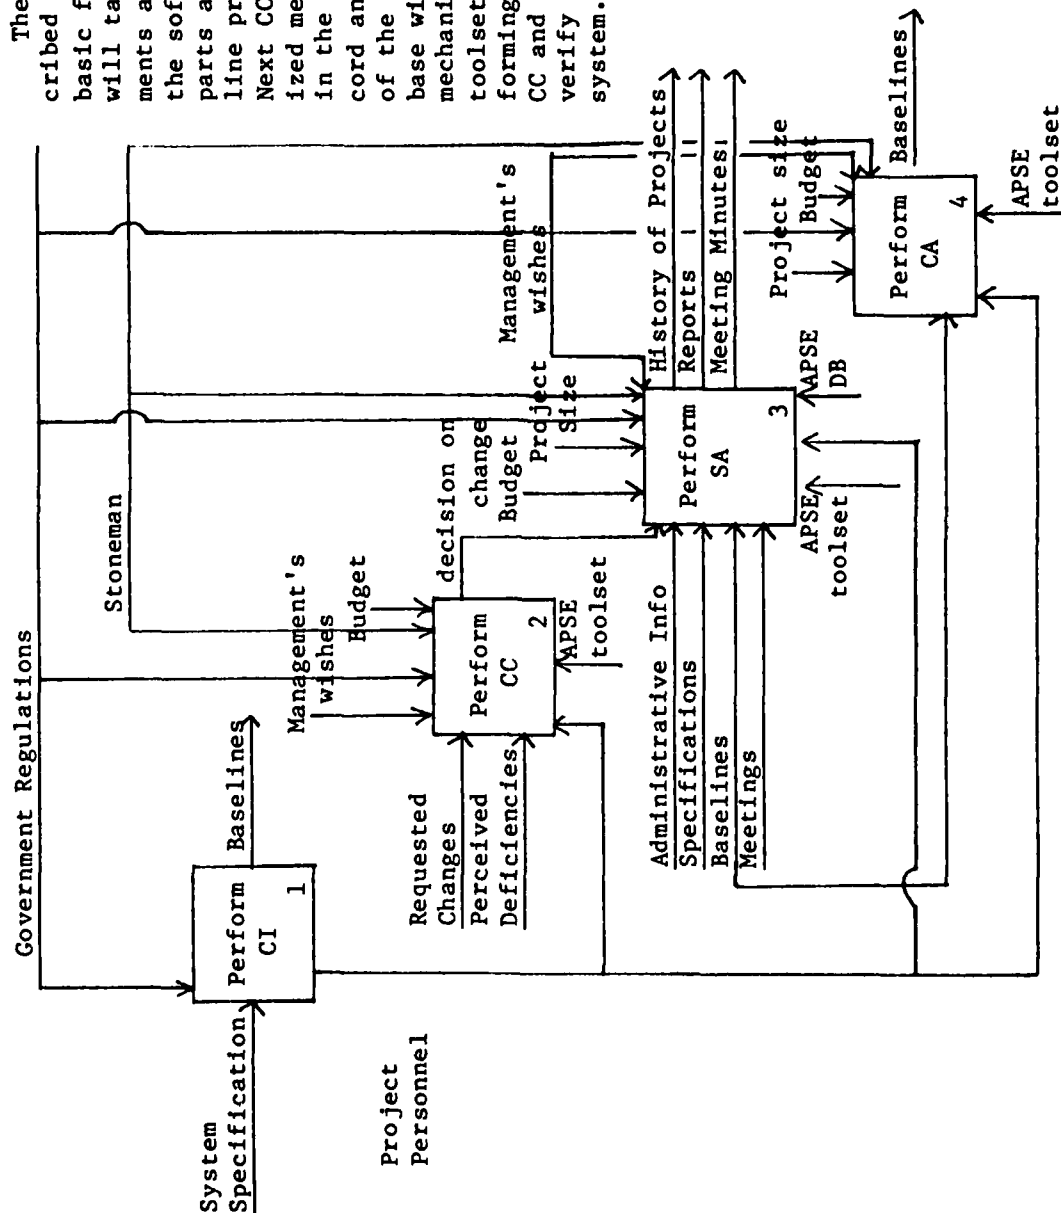 The
cribed
basic f
will ta
ments a
the sof
parts a
line pr
Next CC
ized me
in the
cord an
of the
base wi
mechani
toolset
forming
CC and
verify
system.
Government Regulations
Stoneman
System
Specification
Perform
CI
1
Baselines
Project
Personnel
Management's
wishes
Budget
Requested
Changes
Perceived
Deficiencies
Perform
CC
2
APSE
toolset
decision on
change
Budget
Project
Size
Management's
wishes
Administrative Info
Specifications
Baselines
Meetings
Perform
SA
3
APSE
toolset
APSE
DB
History of Projects
Reports
Meeting Minutes
Project size
Budget
Perform
CA
4
Baselines
APSE
toolset